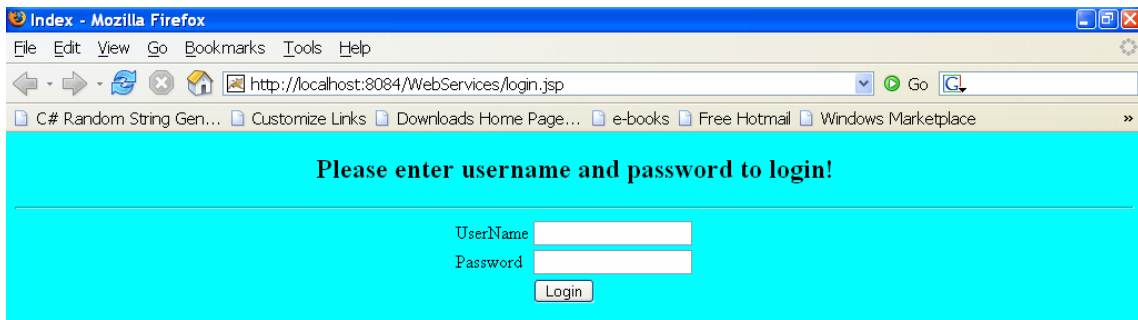 Index - Mozilla Firefox
File Edit View Go Bookmarks Tools Help
http://localhost:8084/WebServices/login.jsp Go G
C# Random String Gen... Customize Links Downloads Home Page... e-books Free Hotmail Windows Marketplace »
Please enter username and password to login!
UserName
Password
Login